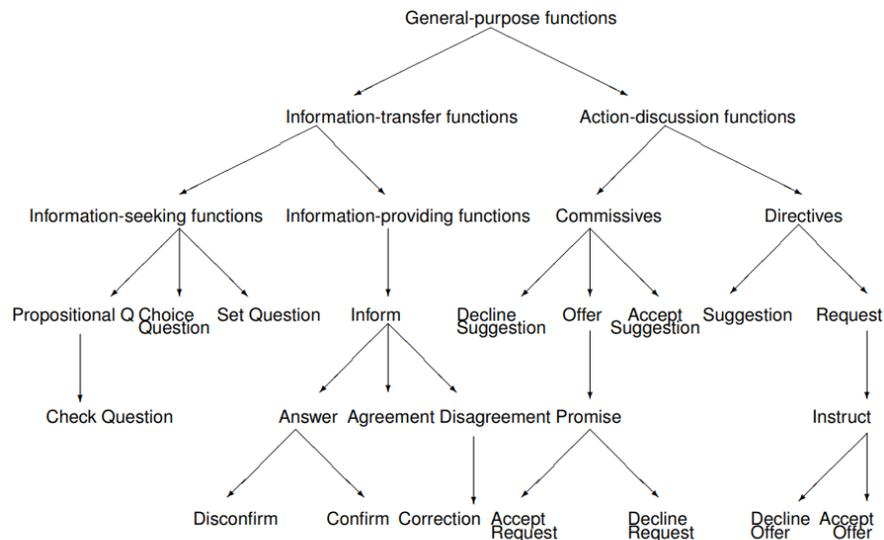 General-purpose functions
Information-transfer functions
Action-discussion functions
Information-seeking functions
Information-providing functions
Commissives
Directives
Propositional Q
Choice
Question
Set Question
Inform
Decline
Suggestion
Offer
Accept
Suggestion
Suggestion
Request
Check Question
Answer
Agreement
Disagreement
Promise
Instruct
Disconfirm
Confirm
Correction
Accept
Request
Decline
Request
Decline
Offer
Accept
Offer